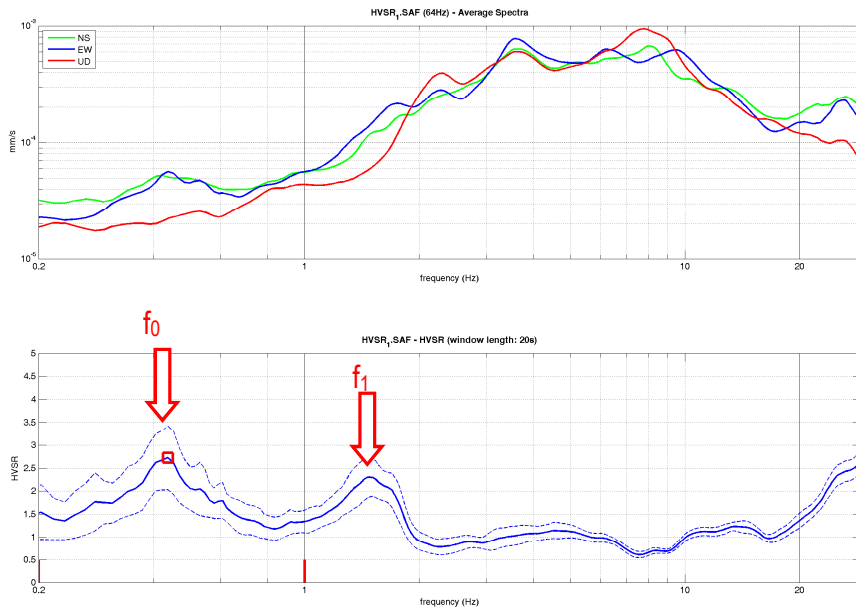 HVSR1.SAF (64Hz) - Average Spectra
NS
EW
UD
10-3
10-4
10-5
mm/s
0.2 1 2 10 20
frequency (Hz)
f0
f1
HVSR1.SAF - HVSR (window length: 20s)
5
4.5
4
3.5
3
2.5
2
1.5
1
0.5
0
HVSR
0.2 1 10 20
frequency (Hz)